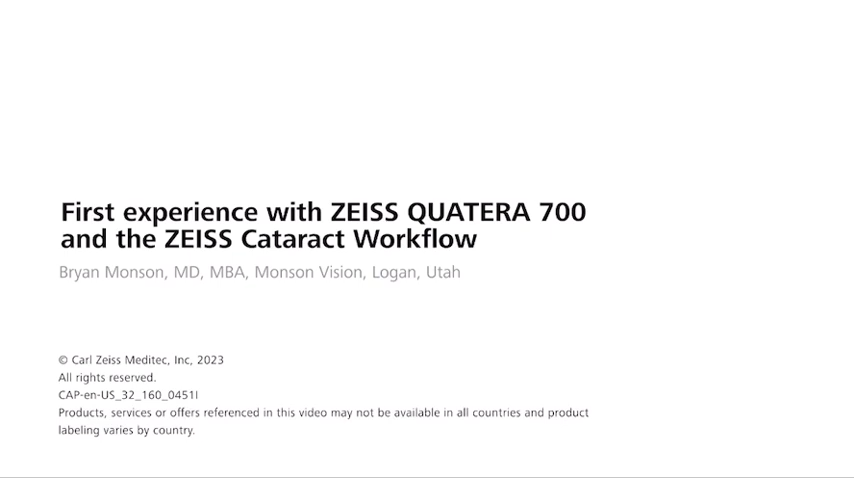 First experience with ZEISS QUATERA 700
and the ZEISS Cataract Workflow
Bryan Monson, MD, MBA, Monson Vision, Logan, Utah
© Carl Zeiss Meditec, Inc, 2023
All rights reserved.
CAP-en-US_32_160_0451I
Products, services or offers referenced in this video may not be available in all countries and product
labeling varies by country.